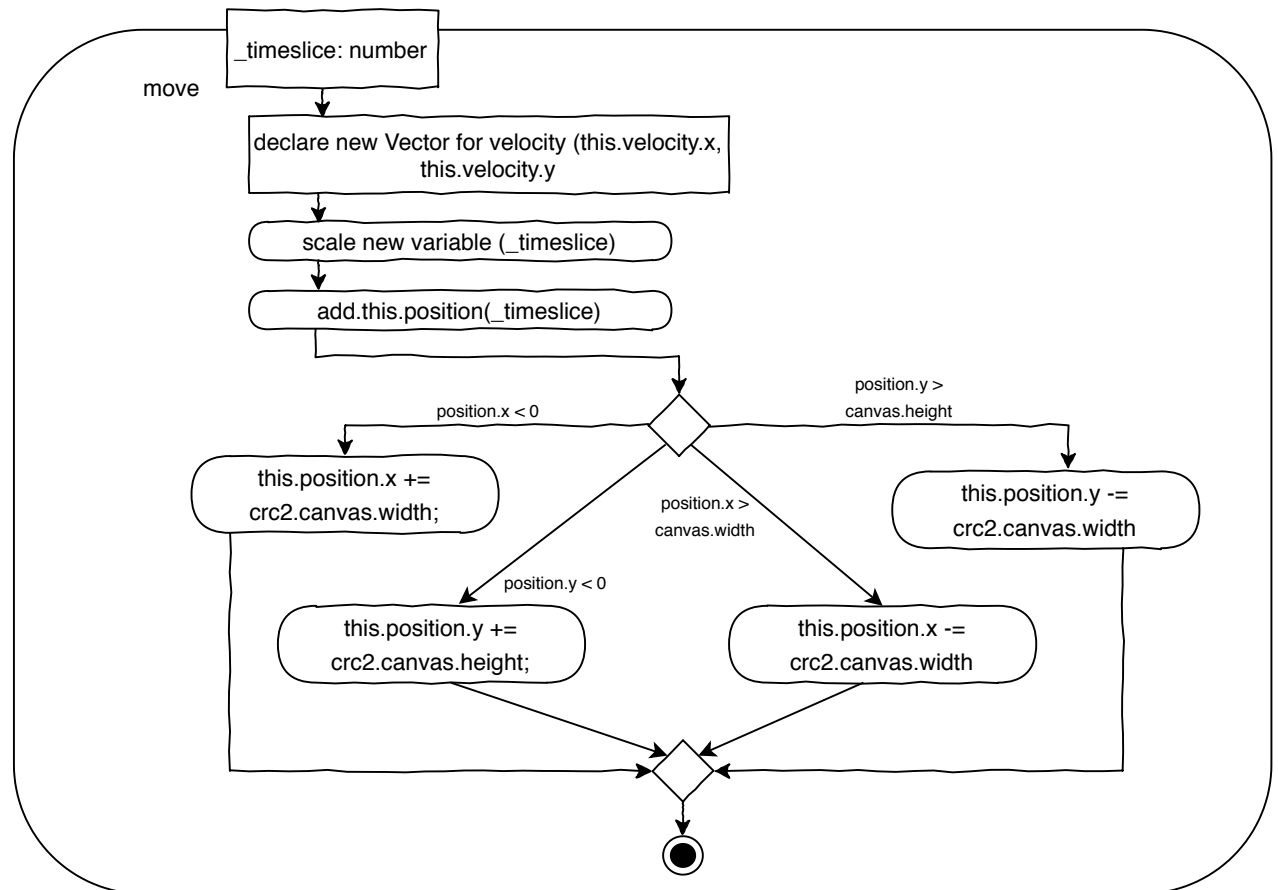 _timeslice: number
move
declare new Vector for velocity (this.velocity.x,
this.velocity.y
scale new variable (_timeslice)
add.this.position(_timeslice)
position.y >
canvas.height
position.x < 0
this.position.x +=
crc2.canvas.width;
position.x >
canvas.width
this.position.y -=
crc2.canvas.width
position.y < 0
this.position.y +=
crc2.canvas.height;
this.position.x -=
crc2.canvas.width